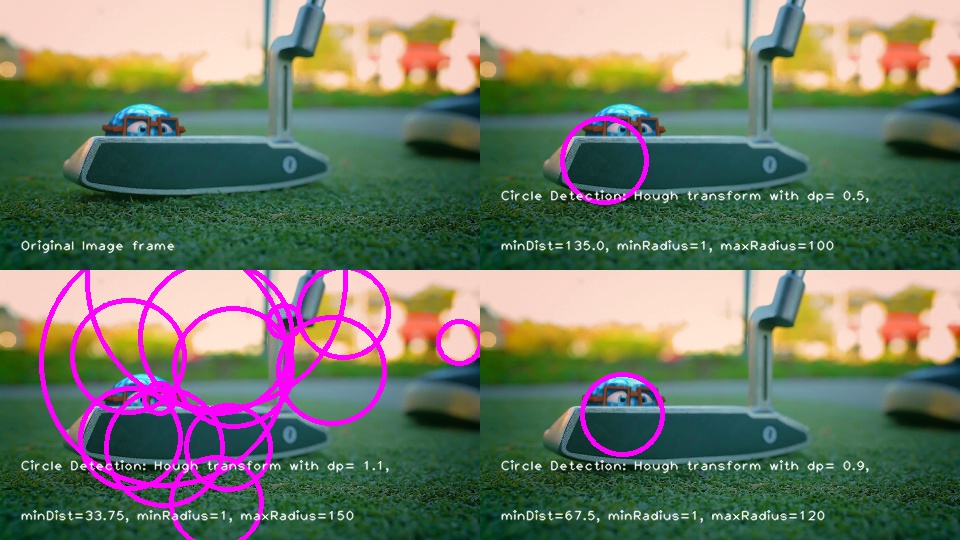 Original Image frame
Circle Detection: Hough transform with dp= 0.5,
minDist=135.0, minRadius=1, maxRadius=100
Circle Detection: Hough transform with dp= 1.1,
minDist=33.75, minRadius=1, maxRadius=150
Circle Detection: Hough transform with dp= 0.9,
minDist=67.5, minRadius=1, maxRadius=120